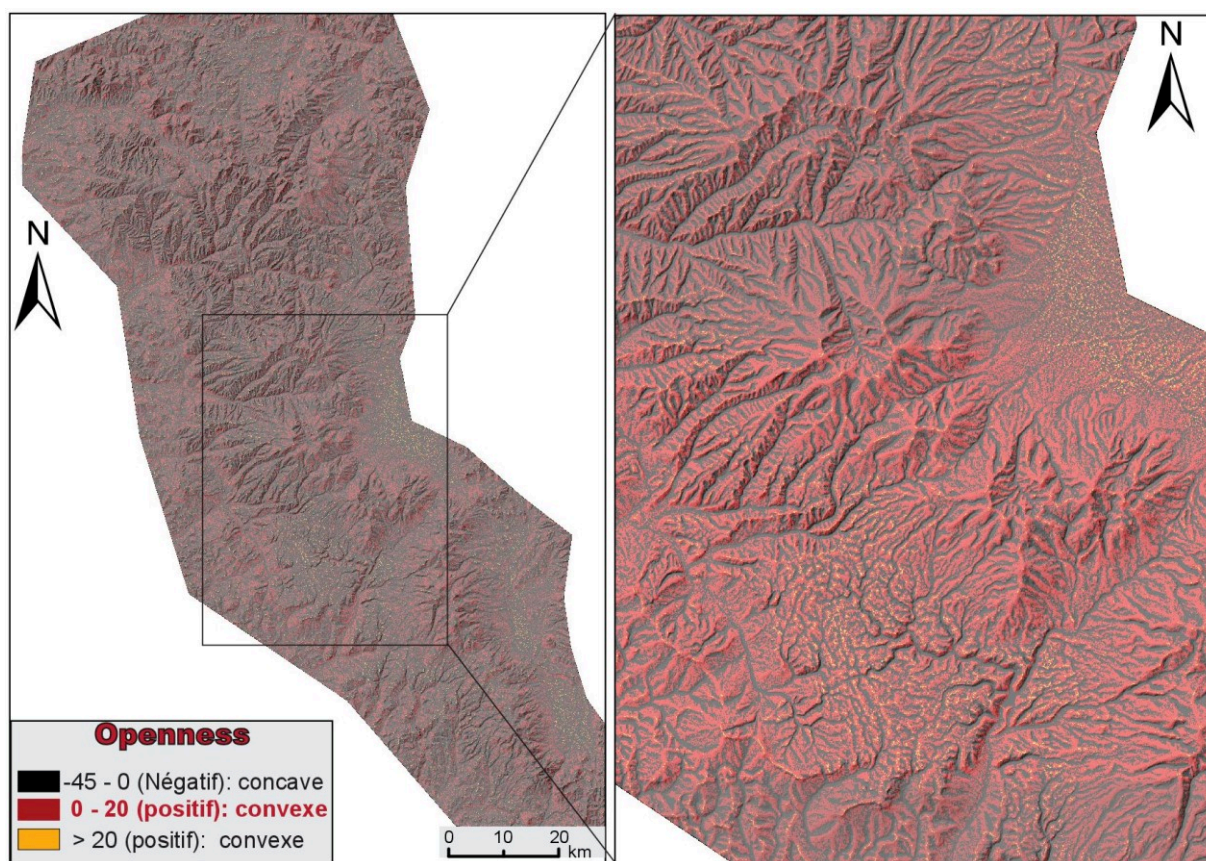 N
N
Openness
-45 - 0 (Négatif): concave
0 - 20 (positif): convexe
> 20 (positif): convexe
0 10 20
km